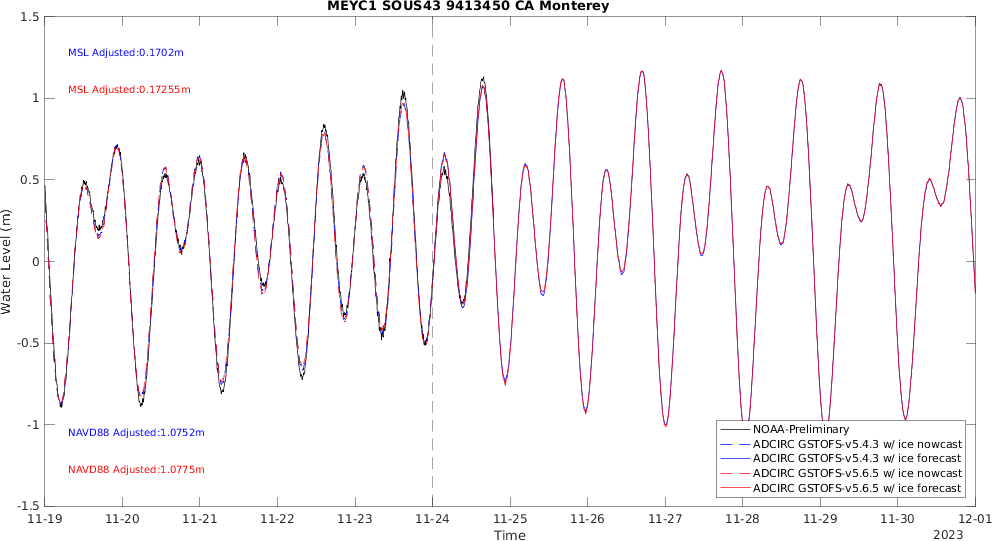 MEYC1 SOUS43 9413450 CA Monterey
1.5
1
0.5
0
-0.5
-1
-1.5
Water Level (m)
MSL Adjusted:0.1702m
MSL Adjusted:0.17255m
NAVD88 Adjusted:1.0752m
NAVD88 Adjusted:1.0775m
NOAA-Preliminary
ADCIRC GSTOFS-v5.4.3 w/ ice nowcast
ADCIRC GSTOFS-v5.4.3 w/ ice forecast
ADCIRC GSTOFS-v5.6.5 w/ ice nowcast
ADCIRC GSTOFS-v5.6.5 w/ ice forecast
11-19 11-20 11-21 11-22 11-23 11-24 11-25 11-26 11-27 11-28 11-29 11-30 12-01
Time
2023